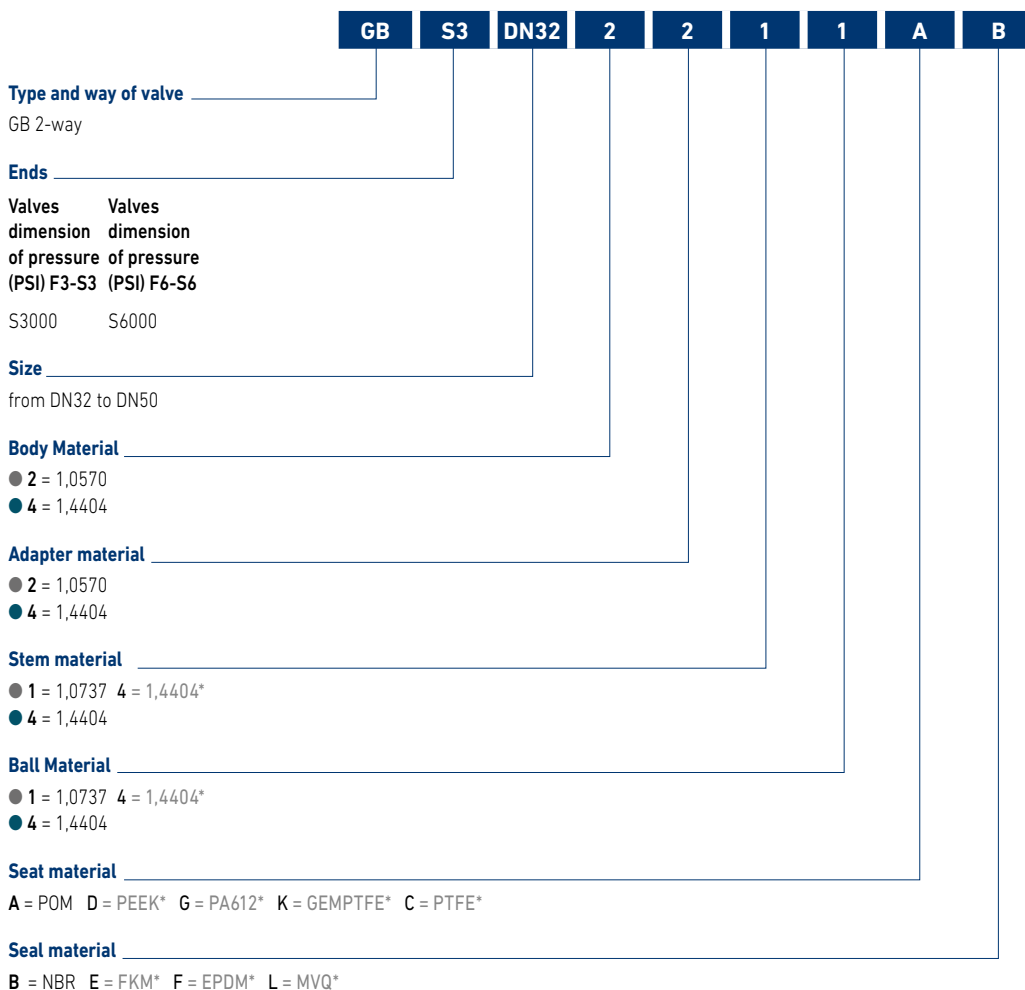 GB S3 DN32 2 2 1 1 A B
Type and way of valve
GB 2-way
Ends
Valves Valves
dimension dimension
of pressure of pressure
(PSI) F3-S3 (PSI) F6-S6
S3000 S6000
Size
from DN32 to DN50
Body Material
2 = 1,0570
4 = 1,4404
Adapter material
2 = 1,0570
4 = 1,4404
Stem material
1 = 1,0737 4 = 1,4404*
4 = 1,4404
Ball Material
1 = 1,0737 4 = 1,4404*
4 = 1,4404
Seat material
A = POM D = PEEK* G = PA612* K = GEMPTFE* C = PTFE*
Seal material
B = NBR E = FKM* F = EPDM* L = MVQ*